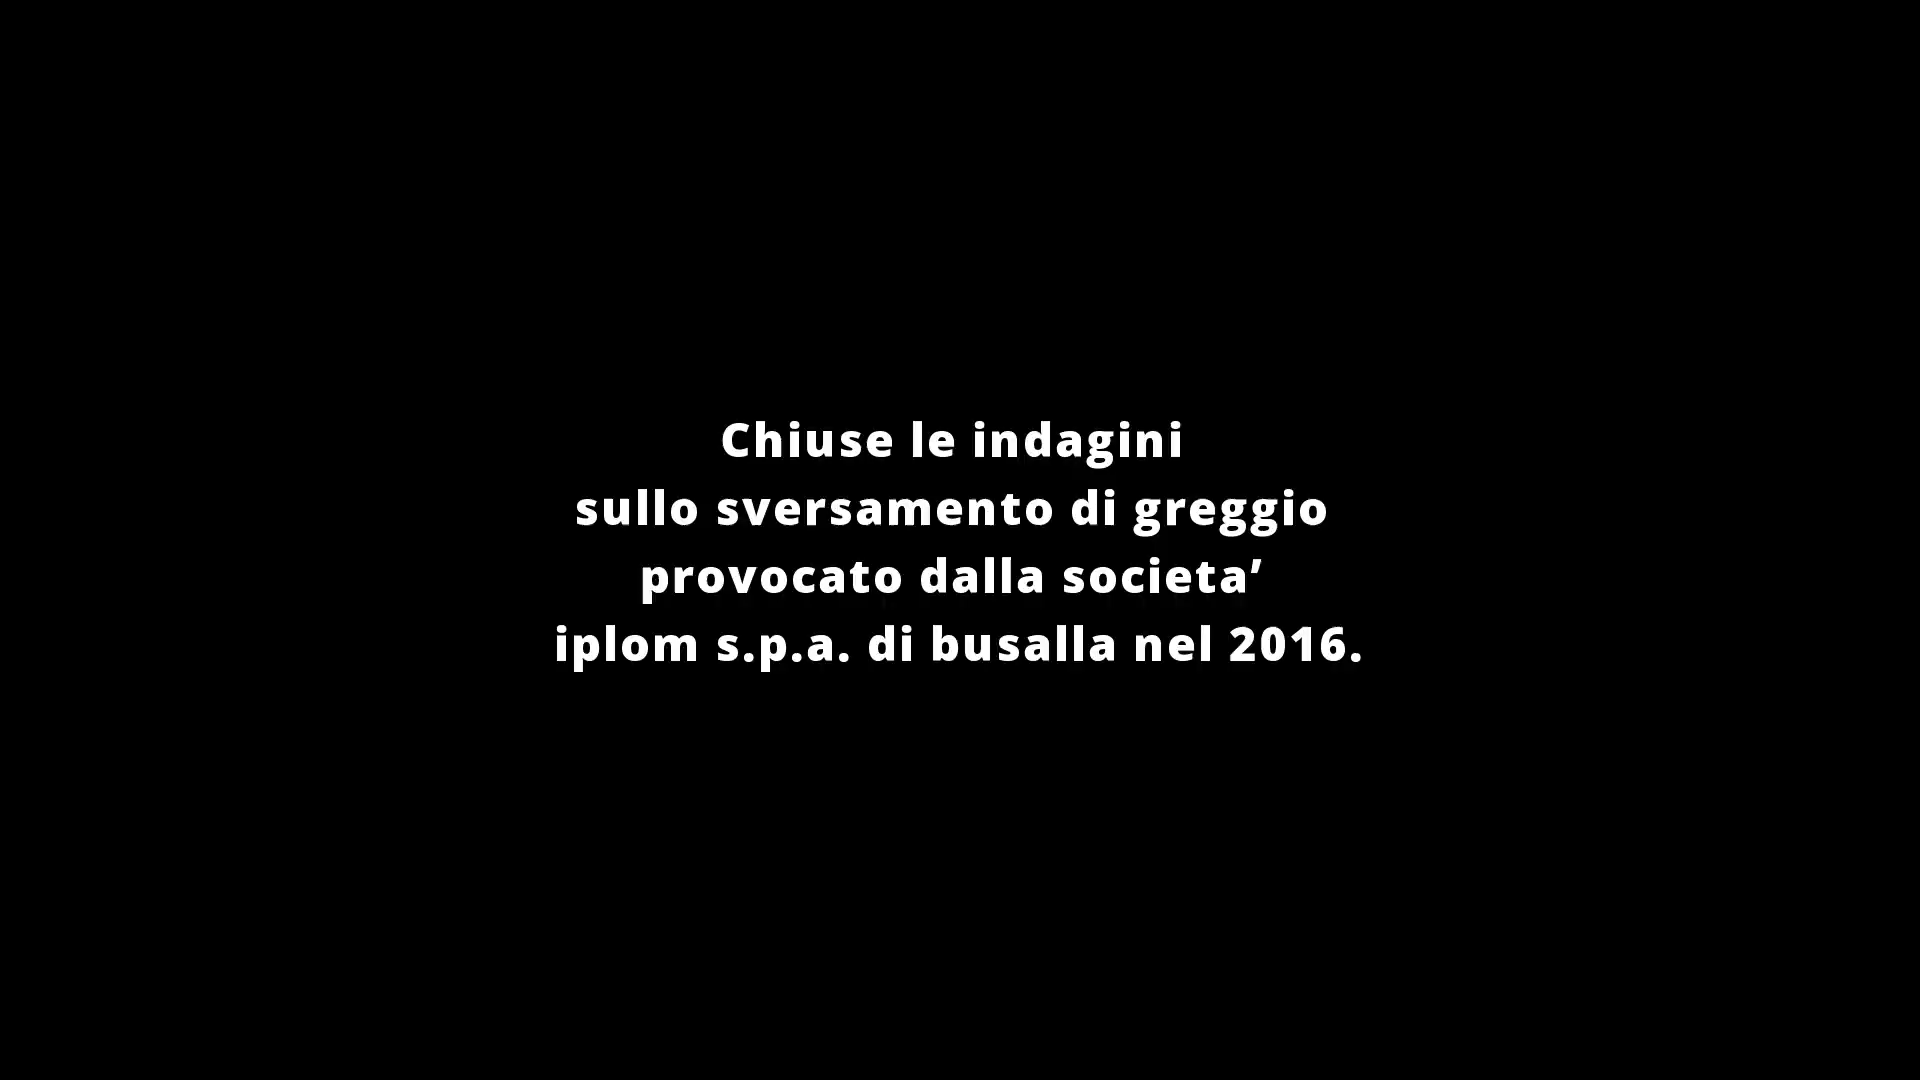 Chiuse le indagini
sullo sversamento di greggio
provocato dalla societa’
iplom s.p.a. di busalla nel 2016.